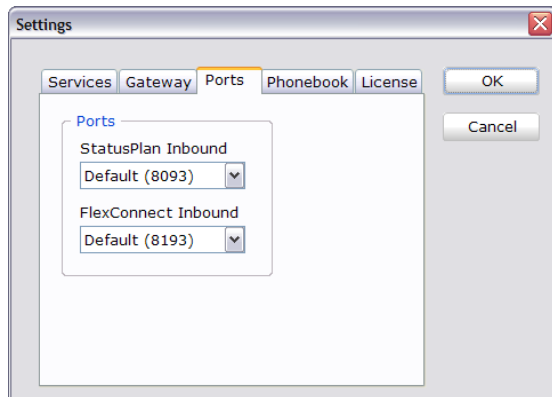 Settings
Services Gateway Ports Phonebook License
OK
Cancel
Ports
StatusPlan Inbound
Default (8093)
FlexConnect Inbound
Default (8193)